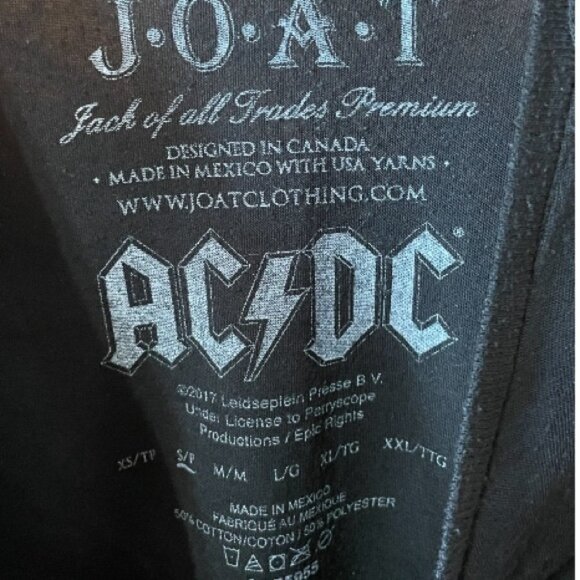 J·O·A·T
Jack of all Trades Premium
DESIGNED IN CANADA
• MADE IN MEXICO WITH USA YARNS •
WWW.JOATCLOTHING.COM
AC⚡DC®
©2017 Leidseplein Presse B.V.
Under License to Perryscope
Productions / Epic Rights
XS/TP S/P M/M L/G XL/TG XXL/TTG
MADE IN MEXICO
FABRIQUÉ AU MEXIQUE
50% COTTON/COTON / 50% POLYESTER